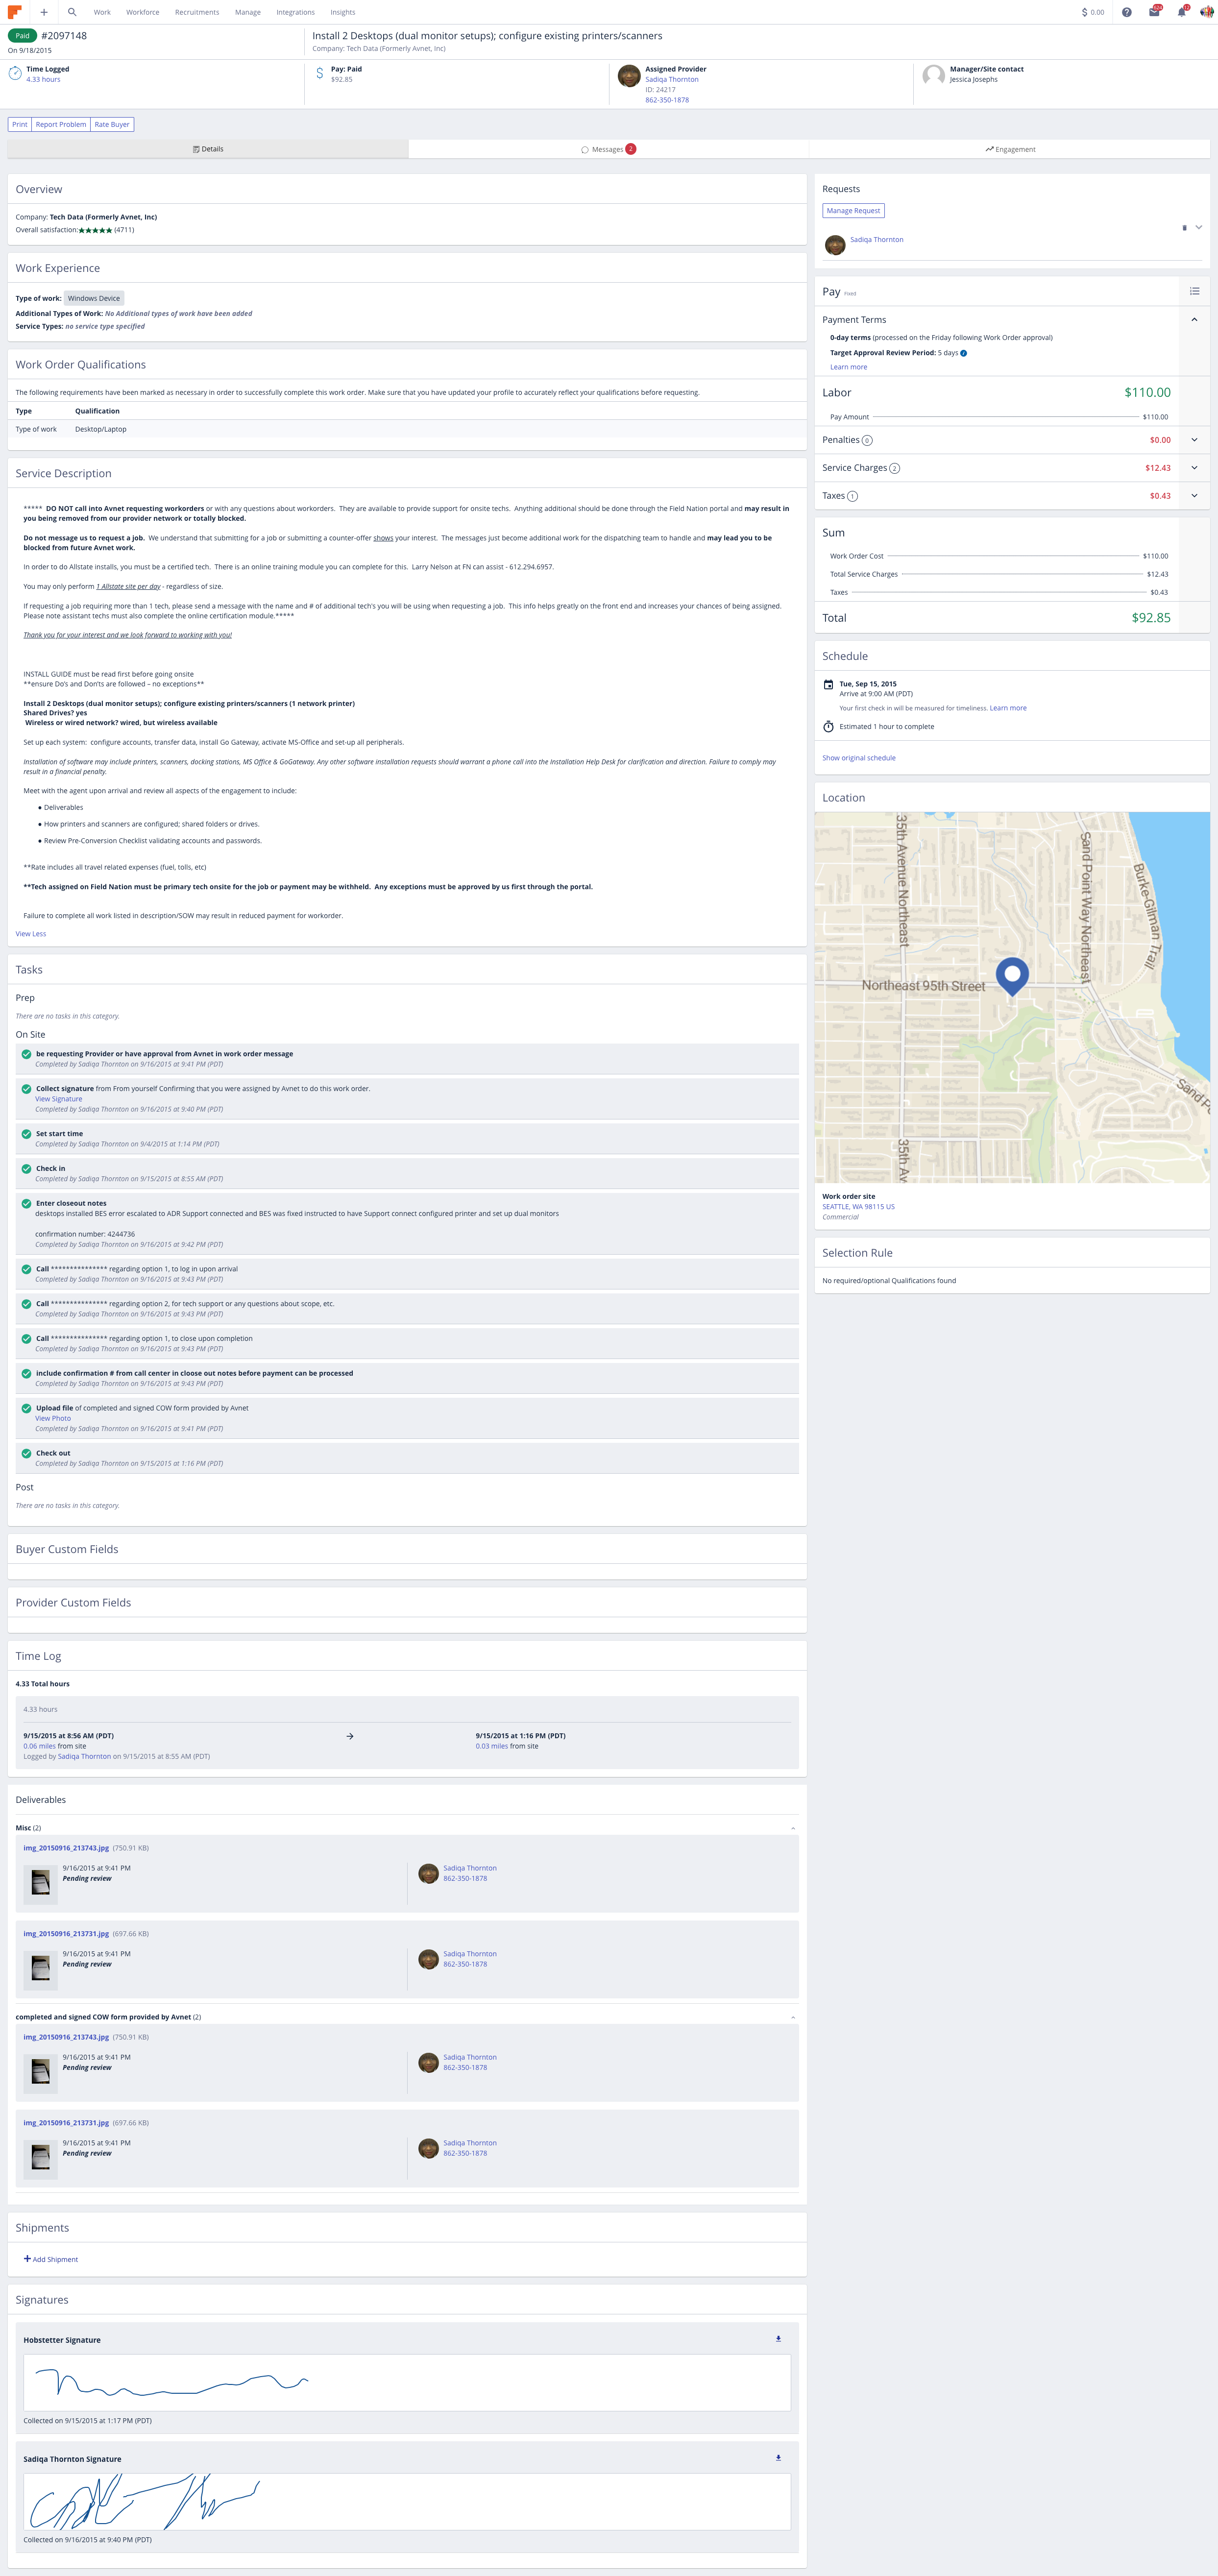 Work Workforce Recruitments Manage Integrations Insights
$ 0.00
Paid #2097148
On 9/18/2015
Install 2 Desktops (dual monitor setups); configure existing printers/scanners
Company: Tech Data (Formerly Avnet, Inc)
Time Logged
4.33 hours
Pay: Paid
$92.85
Assigned Provider
Sadiqa Thornton
ID: 24217
862-350-1878
Manager/Site contact
Jessica Josephs
Print Report Problem Rate Buyer
Details
Messages 2
Engagement
Overview
Company: Tech Data (Formerly Avnet, Inc)
Overall satisfaction:★★★★★ (4711)
Work Experience
Type of work: Windows Device
Additional Types of Work: No Additional types of work have been added
Service Types: no service type specified
Work Order Qualifications
The following requirements have been marked as necessary in order to successfully complete this work order. Make sure that you have updated your profile to accurately reflect your qualifications before requesting.
Type Qualification
Type of work Desktop/Laptop
Service Description
***** DO NOT call into Avnet requesting workorders or with any questions about workorders. They are available to provide support for onsite techs. Anything additional should be done through the Field Nation portal and may result in
you being removed from our provider network or totally blocked.
Do not message us to request a job. We understand that submitting for a job or submitting a counter-offer shows your interest. The messages just become additional work for the dispatching team to handle and may lead you to be
blocked from future Avnet work.
In order to do Allstate installs, you must be a certified tech. There is an online training module you can complete for this. Larry Nelson at FN can assist - 612.294.6957.
You may only perform 1 Allstate site per day - regardless of size.
If requesting a job requiring more than 1 tech, please send a message with the name and # of additional tech's you will be using when requesting a job. This info helps greatly on the front end and increases your chances of being assigned.
Please note assistant techs must also complete the online certification module.*****
Thank you for your interest and we look forward to working with you!
INSTALL GUIDE must be read first before going onsite
**ensure Do's and Don'ts are followed – no exceptions**
Install 2 Desktops (dual monitor setups); configure existing printers/scanners (1 network printer)
Shared Drives? yes
Wireless or wired network? wired, but wireless available
Set up each system: configure accounts, transfer data, install Go Gateway, activate MS-Office and set-up all peripherals.
Installation of software may include printers, scanners, docking stations, MS Office & GoGateway. Any other software installation requests should warrant a phone call into the Installation Help Desk for clarification and direction. Failure to comply may
result in a financial penalty.
Meet with the agent upon arrival and review all aspects of the engagement to include:
● Deliverables
● How printers and scanners are configured; shared folders or drives.
● Review Pre-Conversion Checklist validating accounts and passwords.
**Rate includes all travel related expenses (fuel, tolls, etc)
**Tech assigned on Field Nation must be primary tech onsite for the job or payment may be withheld. Any exceptions must be approved by us first through the portal.
Failure to complete all work listed in description/SOW may result in reduced payment for workorder.
View Less
Tasks
Prep
There are no tasks in this category.
On Site
be requesting Provider or have approval from Avnet in work order message
Completed by Sadiqa Thornton on 9/16/2015 at 9:41 PM (PDT)
Collect signature from From yourself Confirming that you were assigned by Avnet to do this work order.
View Signature
Completed by Sadiqa Thornton on 9/16/2015 at 9:40 PM (PDT)
Set start time
Completed by Sadiqa Thornton on 9/4/2015 at 1:14 PM (PDT)
Check in
Completed by Sadiqa Thornton on 9/15/2015 at 8:55 AM (PDT)
Enter closeout notes
desktops installed BES error escalated to ADR Support connected and BES was fixed instructed to have Support connect configured printer and set up dual monitors
confirmation number: 4244736
Completed by Sadiqa Thornton on 9/16/2015 at 9:42 PM (PDT)
Call *************** regarding option 1, to log in upon arrival
Completed by Sadiqa Thornton on 9/16/2015 at 9:43 PM (PDT)
Call *************** regarding option 2, for tech support or any questions about scope, etc.
Completed by Sadiqa Thornton on 9/16/2015 at 9:43 PM (PDT)
Call *************** regarding option 1, to close upon completion
Completed by Sadiqa Thornton on 9/16/2015 at 9:43 PM (PDT)
include confirmation # from call center in cloose out notes before payment can be processed
Completed by Sadiqa Thornton on 9/16/2015 at 9:43 PM (PDT)
Upload file of completed and signed COW form provided by Avnet
View Photo
Completed by Sadiqa Thornton on 9/16/2015 at 9:41 PM (PDT)
Check out
Completed by Sadiqa Thornton on 9/15/2015 at 1:16 PM (PDT)
Post
There are no tasks in this category.
Buyer Custom Fields
Provider Custom Fields
Time Log
4.33 Total hours
4.33 hours
9/15/2015 at 8:56 AM (PDT) 9/15/2015 at 1:16 PM (PDT)
0.06 miles from site 0.03 miles from site
Logged by Sadiqa Thornton on 9/15/2015 at 8:55 AM (PDT)
Deliverables
Misc (2)
img_20150916_213743.jpg (750.91 KB)
9/16/2015 at 9:41 PM Sadiqa Thornton
Pending review 862-350-1878
img_20150916_213731.jpg (697.66 KB)
9/16/2015 at 9:41 PM Sadiqa Thornton
Pending review 862-350-1878
completed and signed COW form provided by Avnet (2)
img_20150916_213743.jpg (750.91 KB)
9/16/2015 at 9:41 PM Sadiqa Thornton
Pending review 862-350-1878
img_20150916_213731.jpg (697.66 KB)
9/16/2015 at 9:41 PM Sadiqa Thornton
Pending review 862-350-1878
Shipments
+ Add Shipment
Signatures
Hobstetter Signature
Collected on 9/15/2015 at 1:17 PM (PDT)
Sadiqa Thornton Signature
Collected on 9/16/2015 at 9:40 PM (PDT)
Requests
Manage Request
Sadiqa Thornton
Pay Fixed
Payment Terms
0-day terms (processed on the Friday following Work Order approval)
Target Approval Review Period: 5 days
Learn more
Labor $110.00
Pay Amount $110.00
Penalties 0 $0.00
Service Charges 2 $12.43
Taxes 1 $0.43
Sum
Work Order Cost $110.00
Total Service Charges $12.43
Taxes $0.43
Total $92.85
Schedule
Tue, Sep 15, 2015
Arrive at 9:00 AM (PDT)
Your first check in will be measured for timeliness. Learn more
Estimated 1 hour to complete
Show original schedule
Location
35th Avenue Northeast
Sand Point Way Northeast
Burke-Gilman Trail
Northeast 95th Street
Sand P
35th Av
Work order site
SEATTLE, WA 98115 US
Commercial
Selection Rule
No required/optional Qualifications found